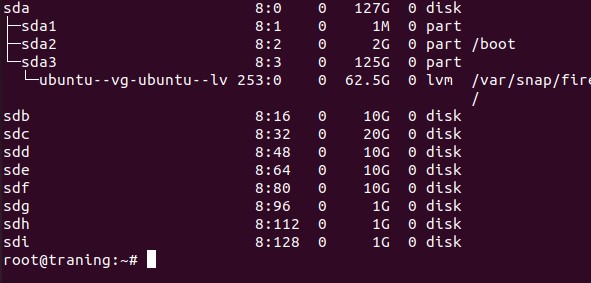 sda 8:0 0 127G 0 disk
├─sda1 8:1 0 1M 0 part
├─sda2 8:2 0 2G 0 part /boot
└─sda3 8:3 0 125G 0 part
└─ubuntu--vg-ubuntu--lv 253:0 0 62.5G 0 lvm /var/snap/fire
/
sdb 8:16 0 10G 0 disk
sdc 8:32 0 20G 0 disk
sdd 8:48 0 10G 0 disk
sde 8:64 0 10G 0 disk
sdf 8:80 0 10G 0 disk
sdg 8:96 0 1G 0 disk
sdh 8:112 0 1G 0 disk
sdi 8:128 0 1G 0 disk
root@traning:~#